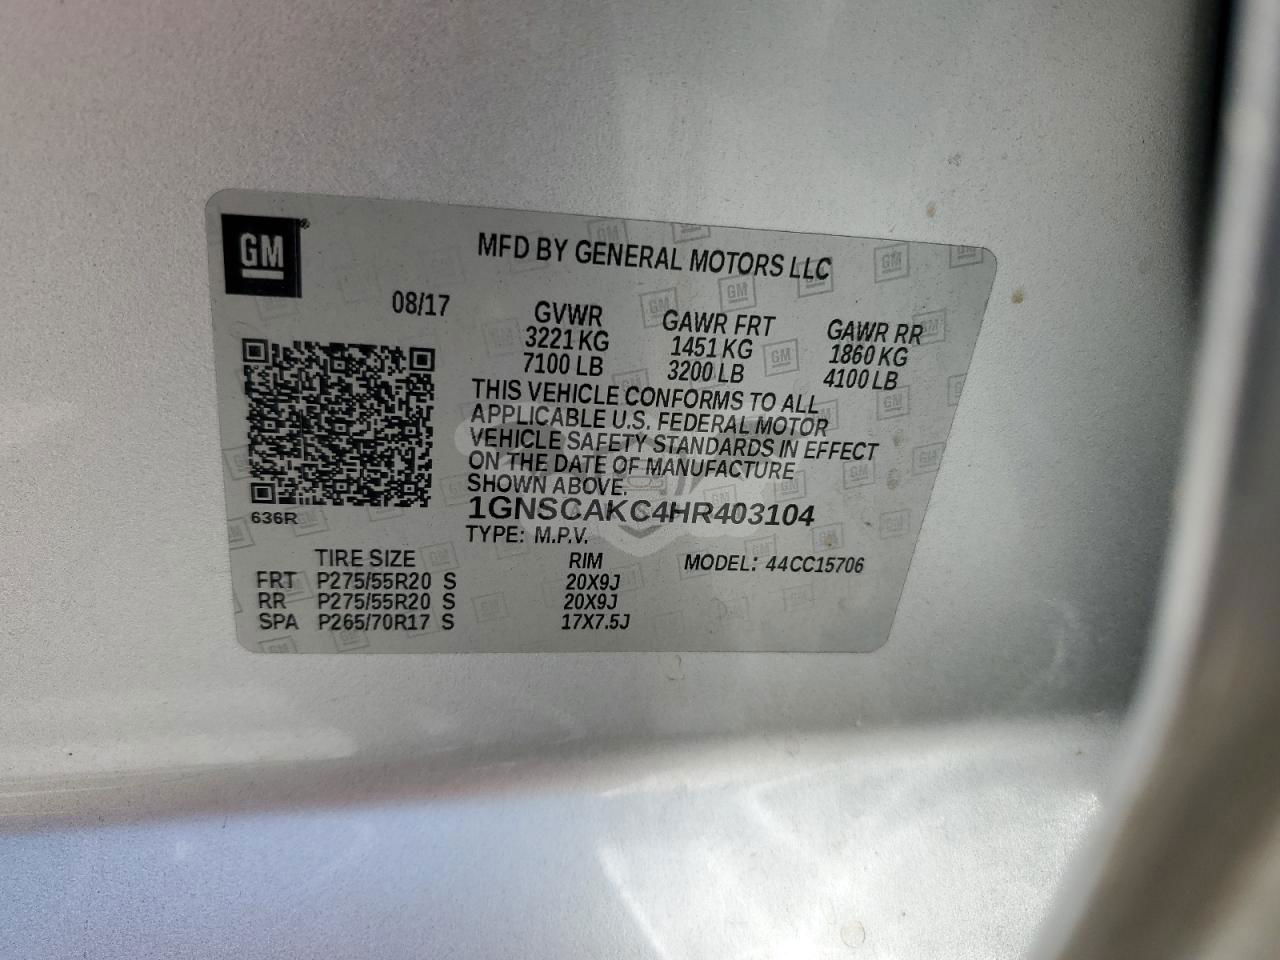 GM
MFD BY GENERAL MOTORS LLC
08/17
GVWR GAWR FRT GAWR RR
3221 KG 1451 KG 1860 KG
7100 LB 3200 LB 4100 LB
THIS VEHICLE CONFORMS TO ALL
APPLICABLE U.S. FEDERAL MOTOR
VEHICLE SAFETY STANDARDS IN EFFECT
ON THE DATE OF MANUFACTURE
SHOWN ABOVE.
636R
1GNSCAKC4HR403104
TYPE: M.P.V.
MODEL: 44CC15706
TIRE SIZE RIM
FRT P275/55R20 S 20X9J
RR P275/55R20 S 20X9J
SPA P265/70R17 S 17X7.5J